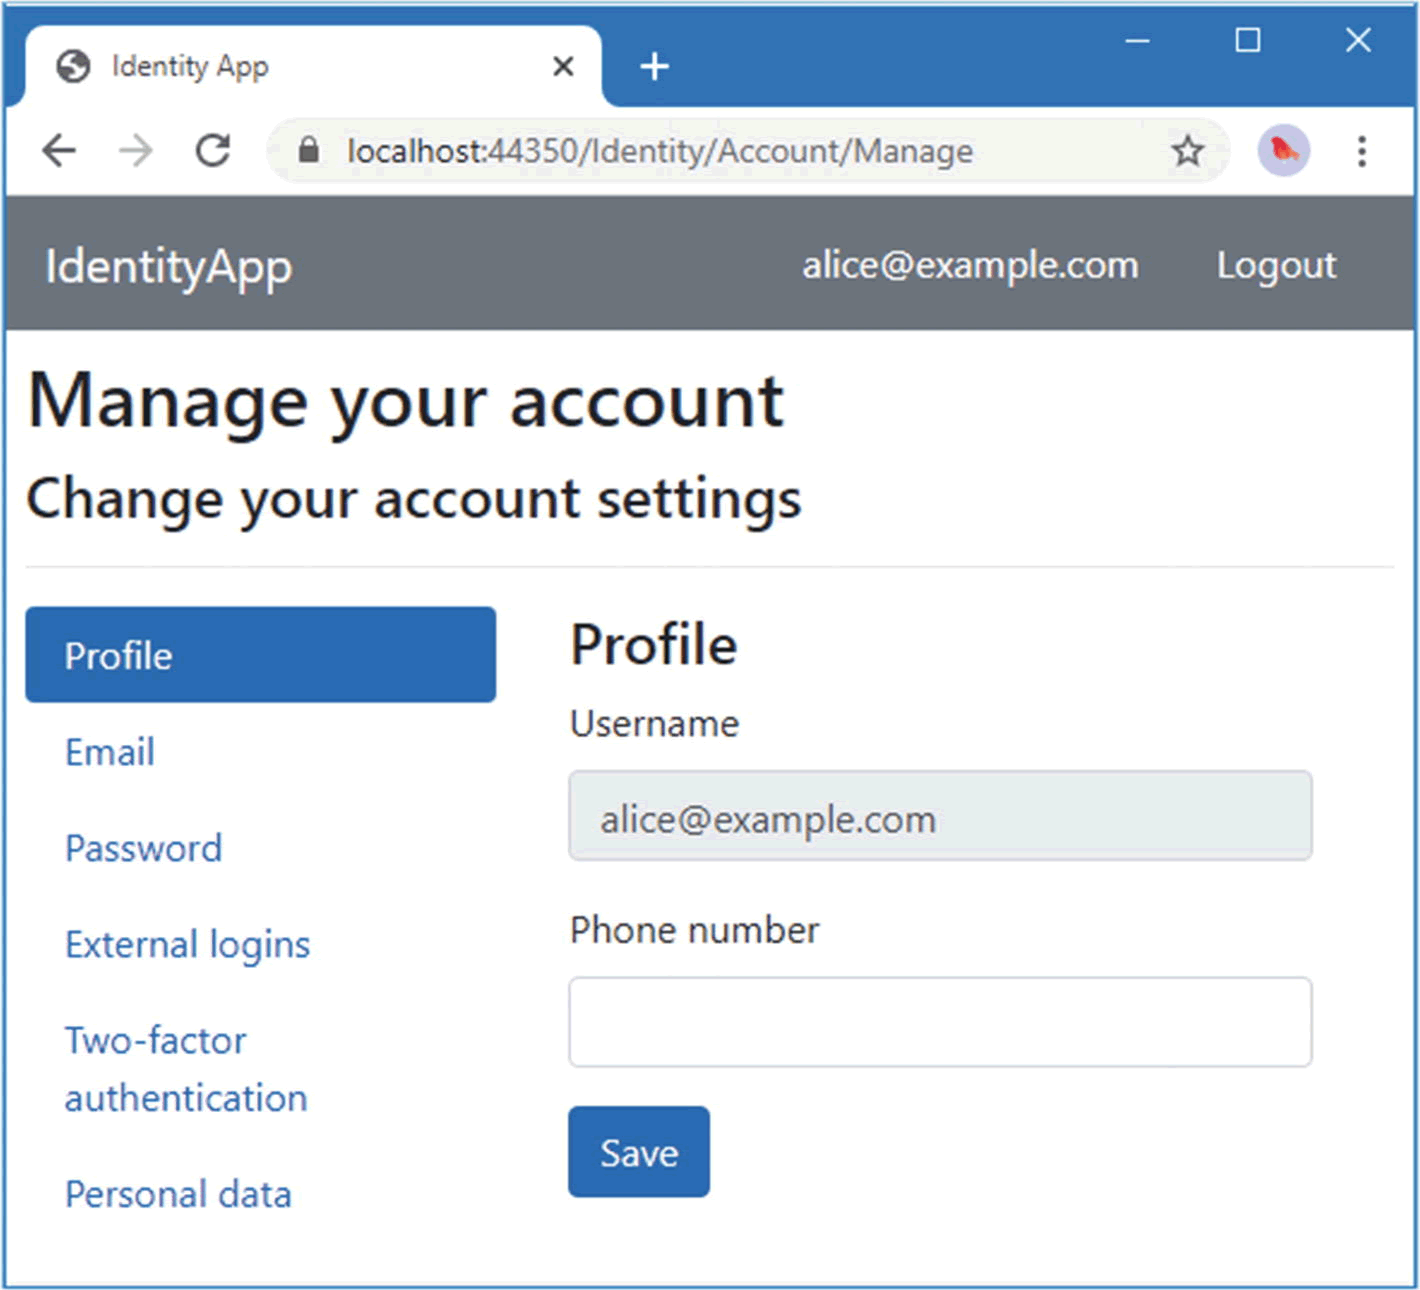 Identity App
localhost:44350/Identity/Account/Manage
IdentityApp
alice@example.com
Logout
Manage your account
Change your account settings
Profile
Email
Password
External logins
Two-factor
authentication
Personal data
Profile
Username
alice@example.com
Phone number
Save